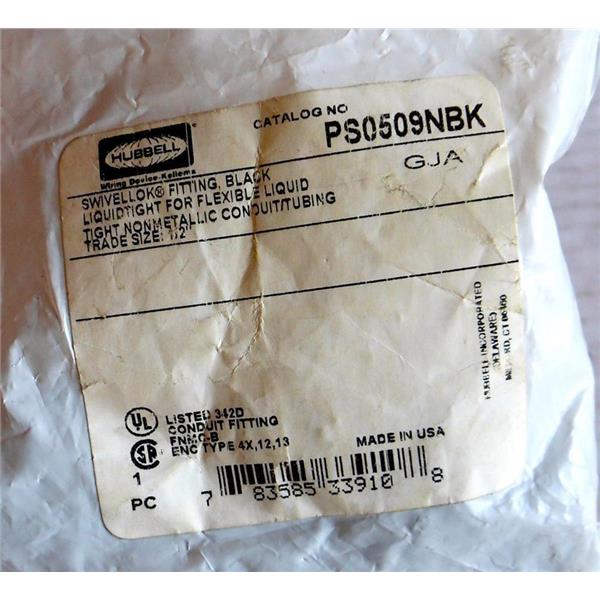 CATALOG NO
PS0509NBK
HUBBELL
GJA
Wiring Device-Kellems
SWIVELLOK® FITTING, BLACK
LIQUIDTIGHT FOR FLEXIBLE LIQUID
TIGHT NONMETALLIC CONDUIT/TUBING
TRADE SIZE: 1/2"
HUBBELL INCORPORATED
(DELAWARE)
CT
UL
LISTED 342D
CONDUIT FITTING
FNMC-B
ENC TYPE 4X,12,13
MADE IN USA
1
PC
7 83585 33910 8